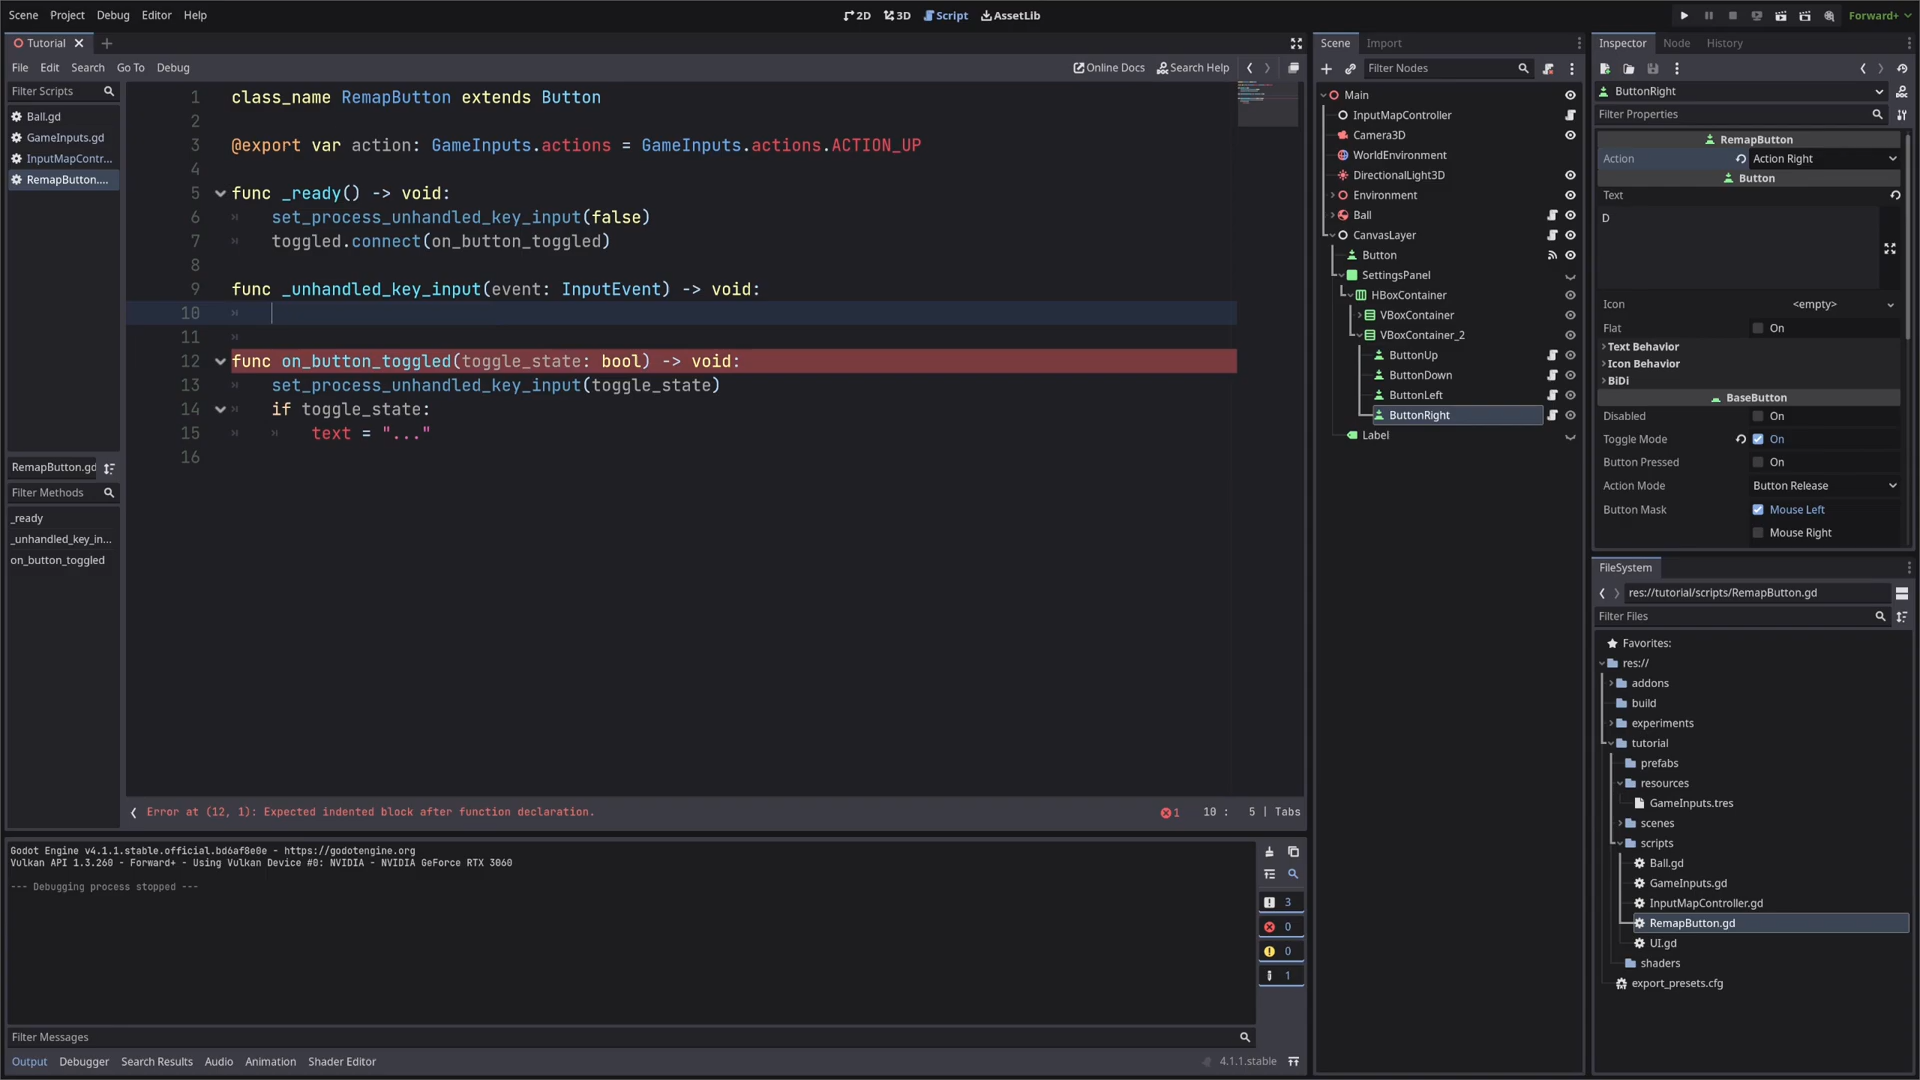 Scene Project Debug Editor Help 2D 3D Script AssetLib Forward+
Tutorial
File Edit Search Go To Debug Online Docs Search Help
Filter Scripts
Ball.gd
GameInputs.gd
InputMapContr...
RemapButton....
RemapButton.gd
Filter Methods
_ready
_unhandled_key_in...
on_button_toggled
1 class_name RemapButton extends Button
2
3 @export var action: GameInputs.actions = GameInputs.actions.ACTION_UP
4
5 func _ready() -> void:
6 set_process_unhandled_key_input(false)
7 toggled.connect(on_button_toggled)
8
9 func _unhandled_key_input(event: InputEvent) -> void:
10
11
12 func on_button_toggled(toggle_state: bool) -> void:
13 set_process_unhandled_key_input(toggle_state)
14 if toggle_state:
15 text = "..."
16
Error at (12, 1): Expected indented block after function declaration. 1 10 : 5 | Tabs
Godot Engine v4.1.1.stable.official.bd6af8e0e - https://godotengine.org
Vulkan API 1.3.260 - Forward+ - Using Vulkan Device #0: NVIDIA - NVIDIA GeForce RTX 3060
--- Debugging process stopped ---
3
0
0
1
Filter Messages
Output Debugger Search Results Audio Animation Shader Editor 4.1.1.stable
Scene Import
Filter Nodes
Main
InputMapController
Camera3D
WorldEnvironment
DirectionalLight3D
Environment
Ball
CanvasLayer
Button
SettingsPanel
HBoxContainer
VBoxContainer
VBoxContainer_2
ButtonUp
ButtonDown
ButtonLeft
ButtonRight
Label
Inspector Node History
ButtonRight
Filter Properties
RemapButton
Action Action Right
Button
Text
D
Icon <empty>
Flat On
Text Behavior
Icon Behavior
BiDi
BaseButton
Disabled On
Toggle Mode On
Button Pressed On
Action Mode Button Release
Button Mask Mouse Left
Mouse Right
FileSystem
res://tutorial/scripts/RemapButton.gd
Filter Files
Favorites:
res://
addons
build
experiments
tutorial
prefabs
resources
GameInputs.tres
scenes
scripts
Ball.gd
GameInputs.gd
InputMapController.gd
RemapButton.gd
UI.gd
shaders
export_presets.cfg